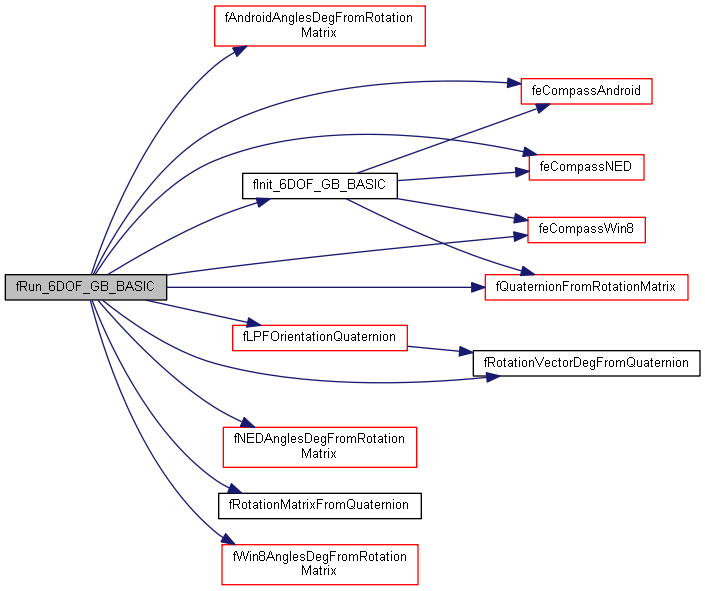 fAndroidAnglesDegFromRotation
Matrix
feCompassAndroid
feCompassNED
fInit_6DOF_GB_BASIC
feCompassWin8
fRun_6DOF_GB_BASIC
fQuaternionFromRotationMatrix
fLPFOrientationQuaternion
fRotationVectorDegFromQuaternion
fNEDAnglesDegFromRotation
Matrix
fRotationMatrixFromQuaternion
fWin8AnglesDegFromRotation
Matrix